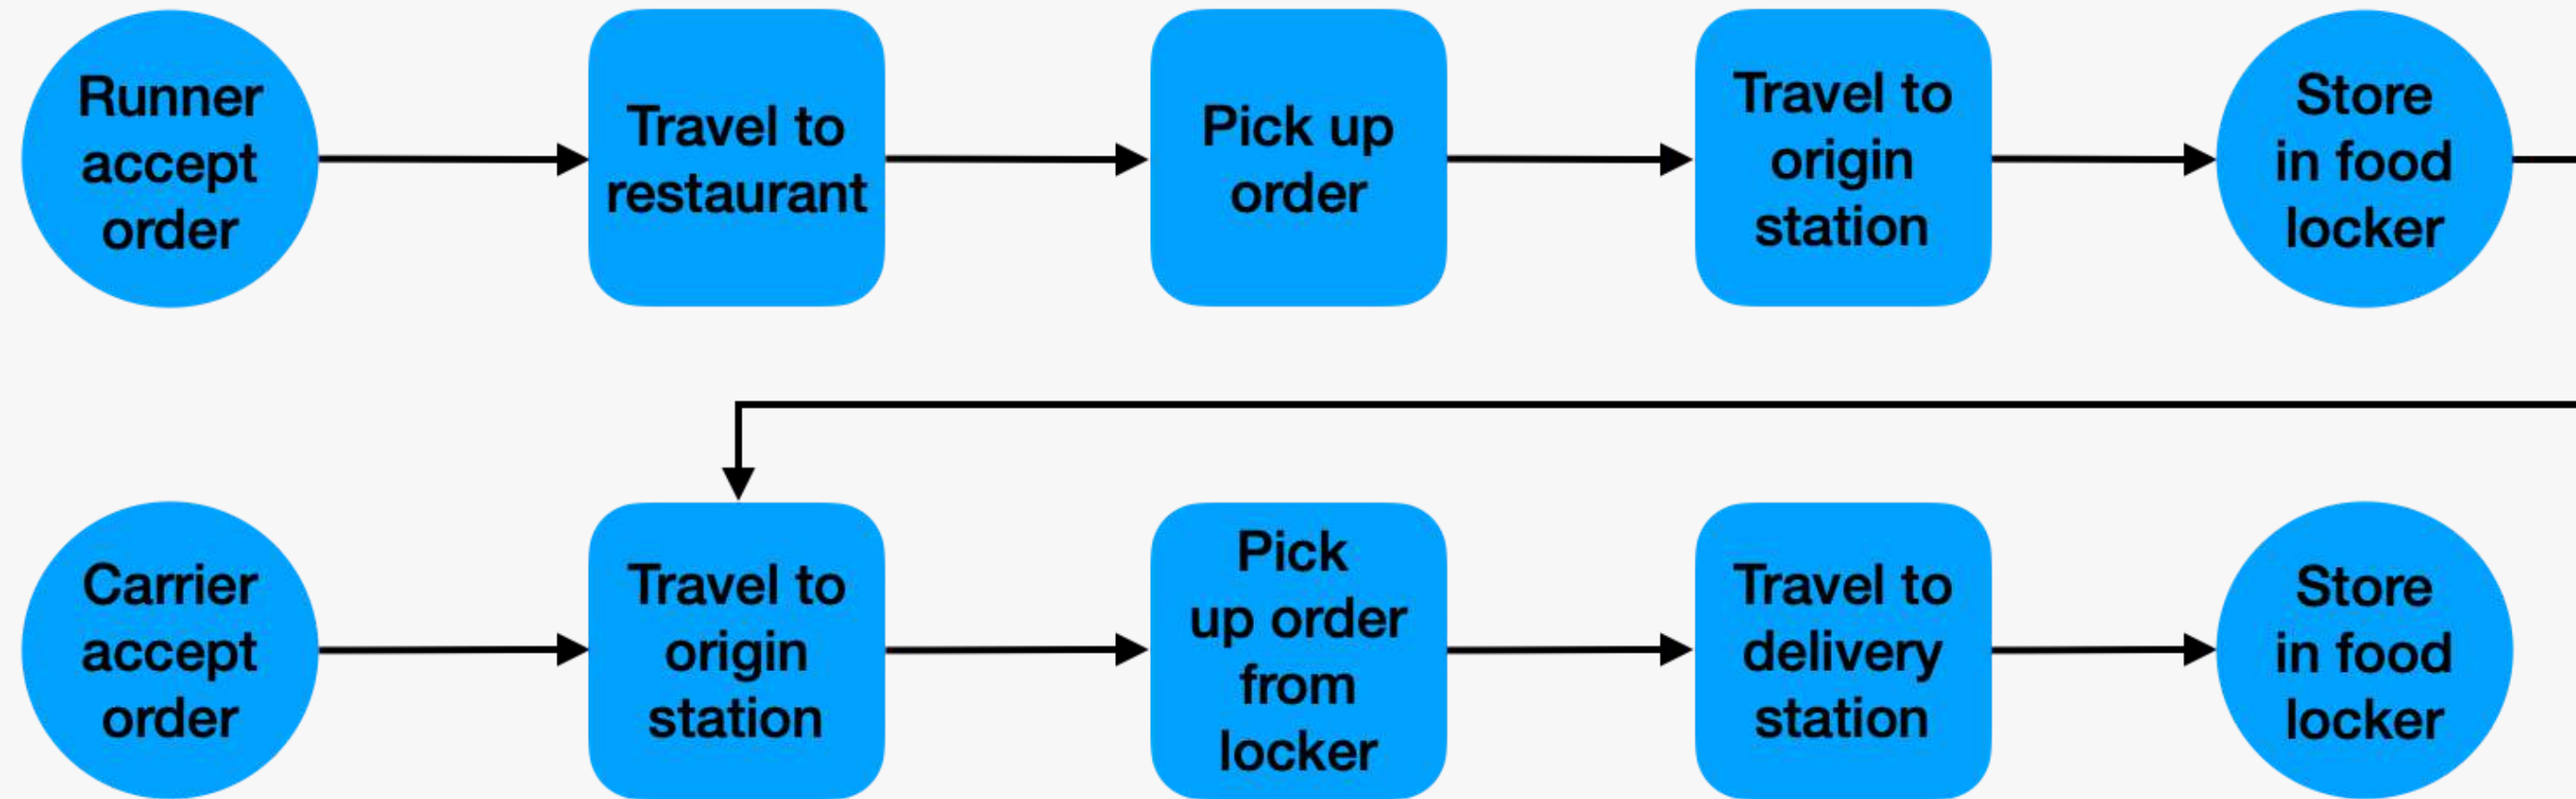 Runner
accept
order
Travel to
restaurant
Pick up
order
Travel to
origin
station
Store
in food
locker
Carrier
accept
order
Travel to
origin
station
Pick
up order
from
locker
Travel to
delivery
station
Store
in food
locker